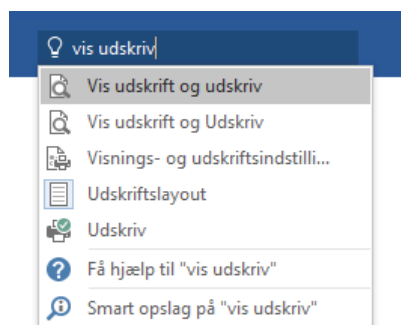 vis udskriv
Vis udskrift og udskriv
Vis udskrift og Udskriv
Visnings- og udskriftsindstilli...
Udskriftslayout
Udskriv
Få hjælp til "vis udskriv"
Smart opslag på "vis udskriv"